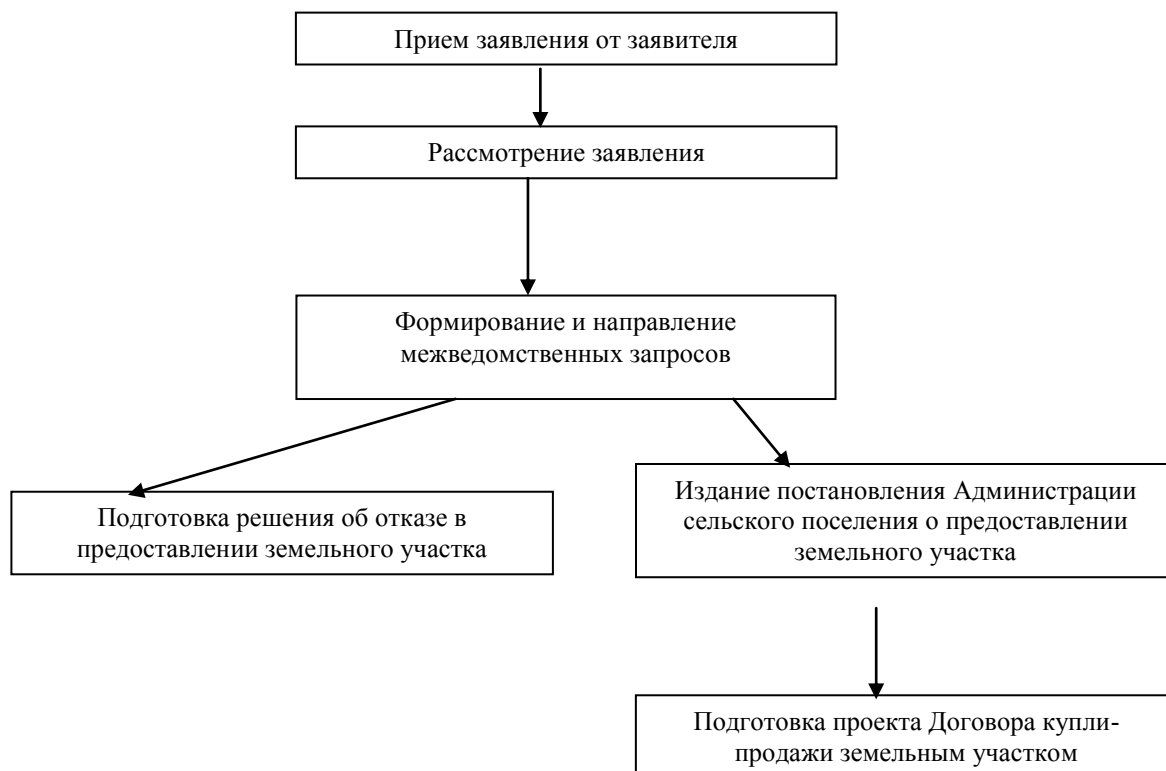 Прием заявления от заявителя
Рассмотрение заявления
Формирование и направление
межведомственных запросов
Подготовка решения об отказе в
предоставлении земельного участка
Издание постановления Администрации
сельского поселения о предоставлении
земельного участка
Подготовка проекта Договора купли-
продажи земельным участком